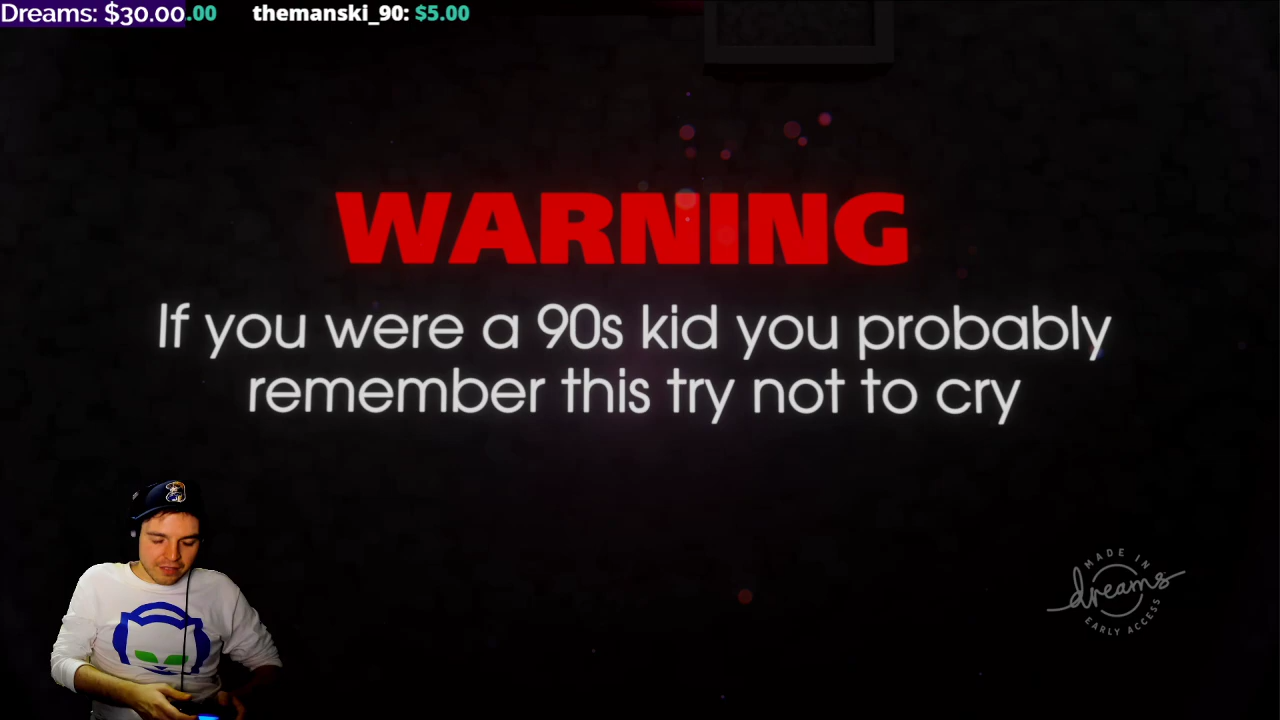 Dreams: $30.00.00 themanski_90: $5.00
WARNING
If you were a 90s kid you probably
remember this try not to cry
MADE IN
dreams
EARLY ACCESS